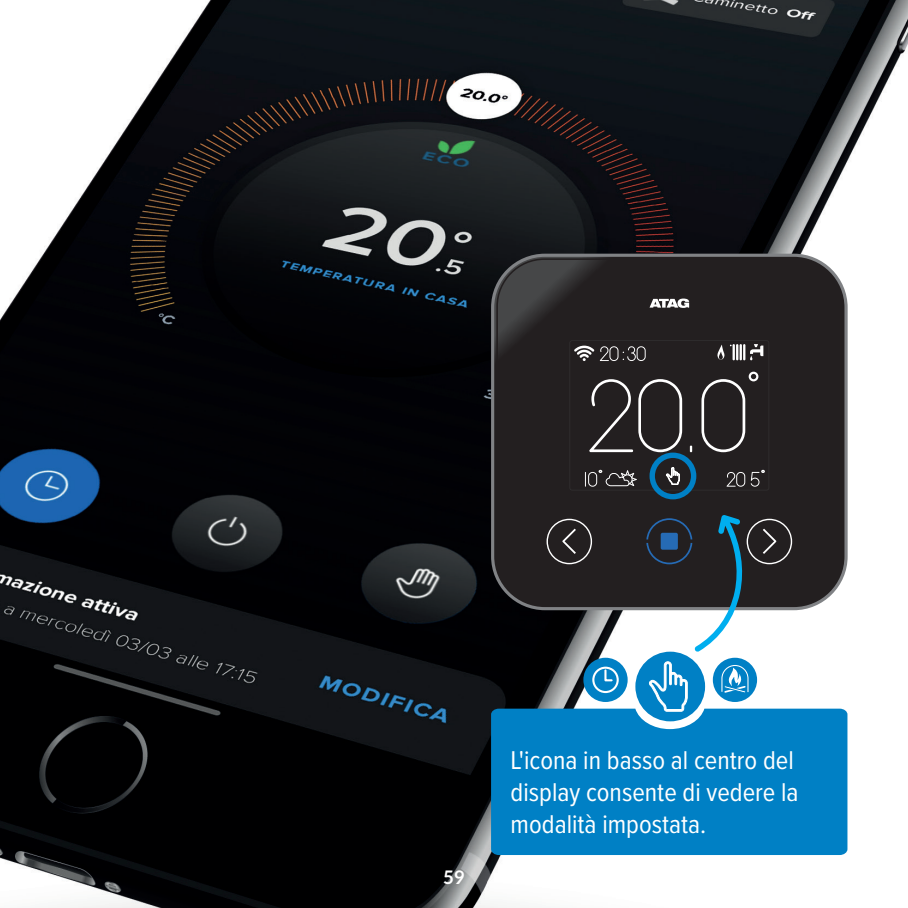 Caminetto Off
20.0°
ECO
20°.5
TEMPERATURA IN CASA
°C
ATAG
20:30
20.0°
10° 20 5°
mazione attiva
a mercoledì 03/03 alle 17:15
MODIFICA
L'icona in basso al centro del
display consente di vedere la
modalità impostata.
59